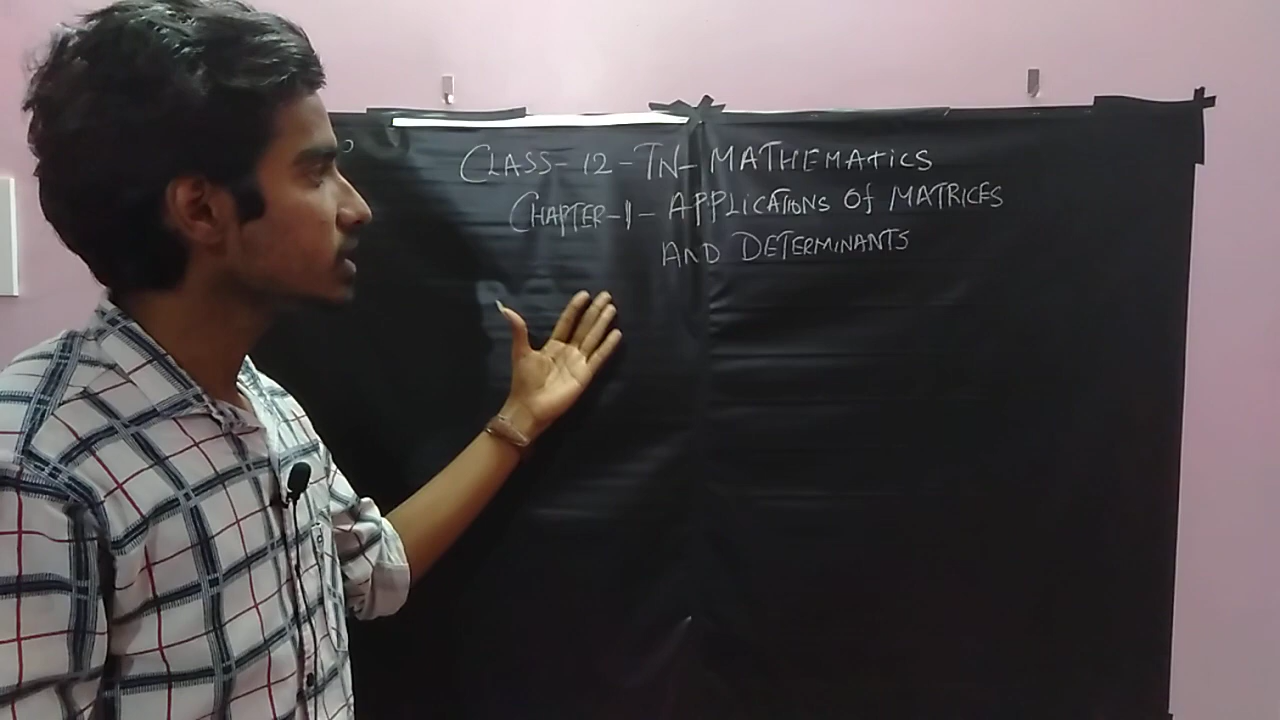 CLASS-12-TN-MATHEMATICS
CHAPTER-1-APPLICATIONS Of MATRICES
AND DETERMINANTS